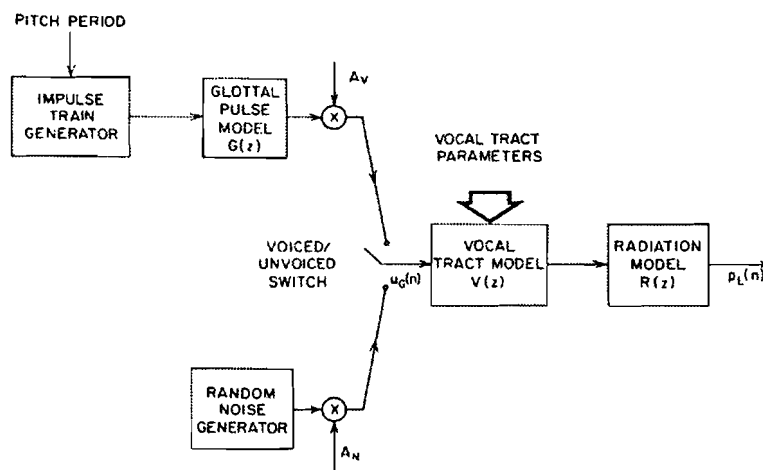 PITCH PERIOD
IMPULSE
TRAIN
GENERATOR
GLOTTAL
PULSE
MODEL
G(z)
AV
X
VOCAL TRACT
PARAMETERS
VOICED/
UNVOICED
SWITCH
uG(n)
VOCAL
TRACT MODEL
V(z)
RADIATION
MODEL
R(z)
pL(n)
RANDOM
NOISE
GENERATOR
X
AN